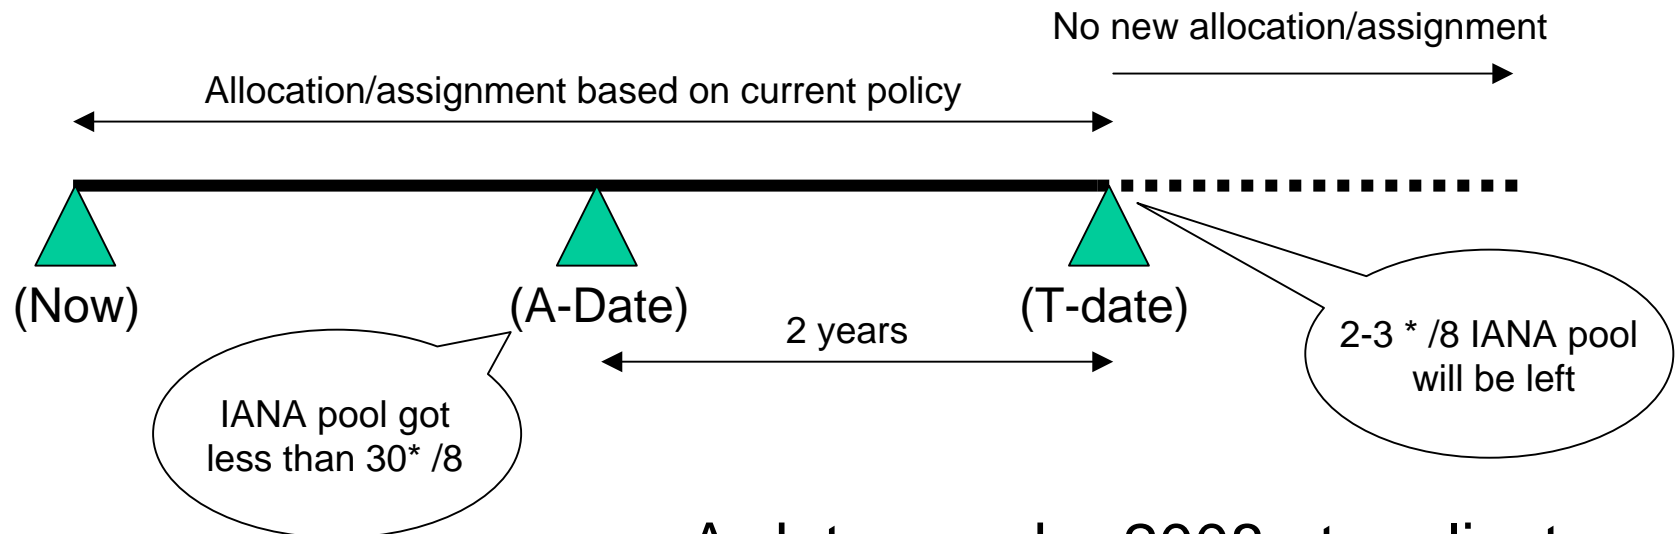 No new allocation/assignment
Allocation/assignment based on current policy
(Now)
(A-Date)
(T-date)
2 years
2-3 * /8 IANA pool
will be left
IANA pool got
less than 30* /8